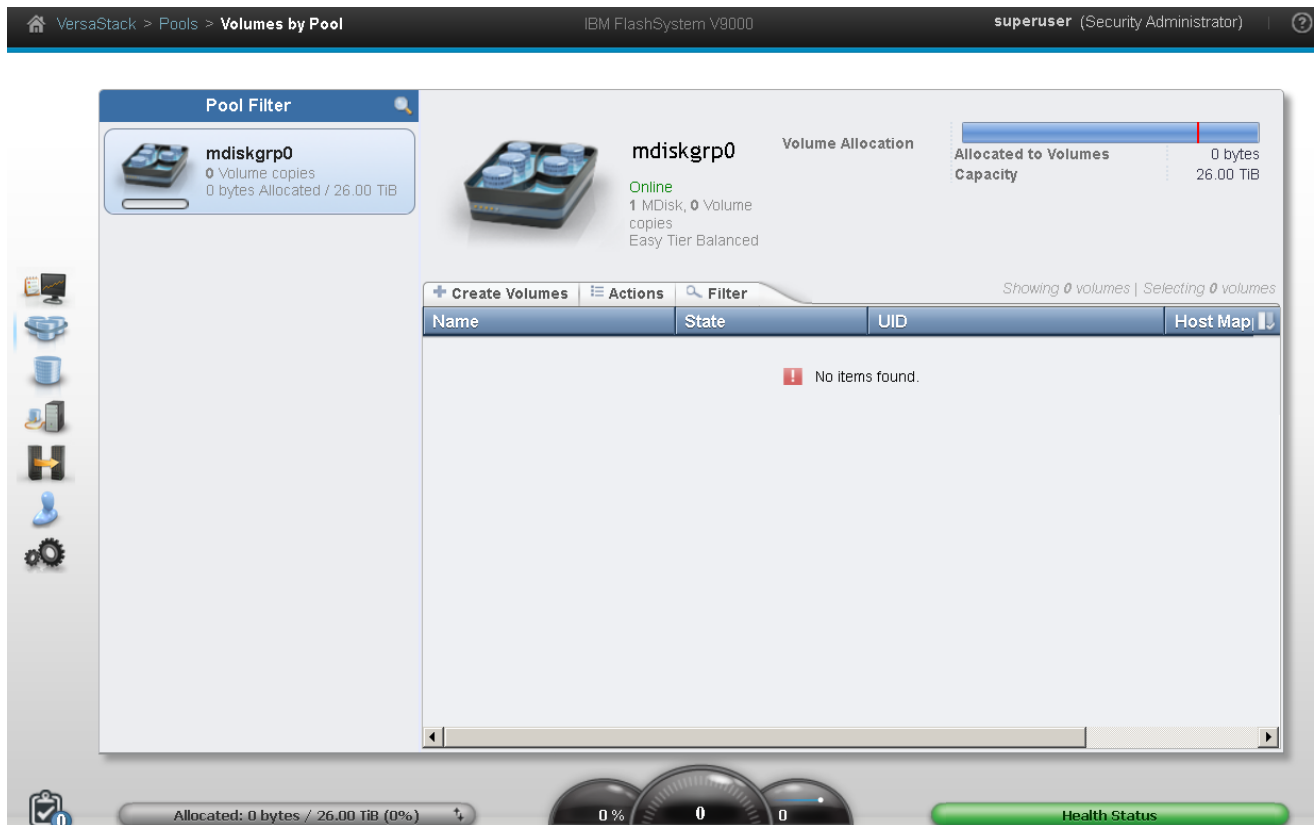 VersaStack > Pools > Volumes by Pool
IBM FlashSystem V9000
superuser (Security Administrator)
?
Pool Filter
mdiskgrp0
0 Volume copies
0 bytes Allocated / 26.00 TiB
mdiskgrp0
Online
1 MDisk, 0 Volume
copies
Easy Tier Balanced
Volume Allocation
Allocated to Volumes 0 bytes
Capacity 26.00 TiB
Create Volumes Actions Filter
Showing 0 volumes | Selecting 0 volumes
Name State UID Host Map
No items found.
0
Allocated: 0 bytes / 26.00 TiB (0%)
0 % 0 0
Health Status